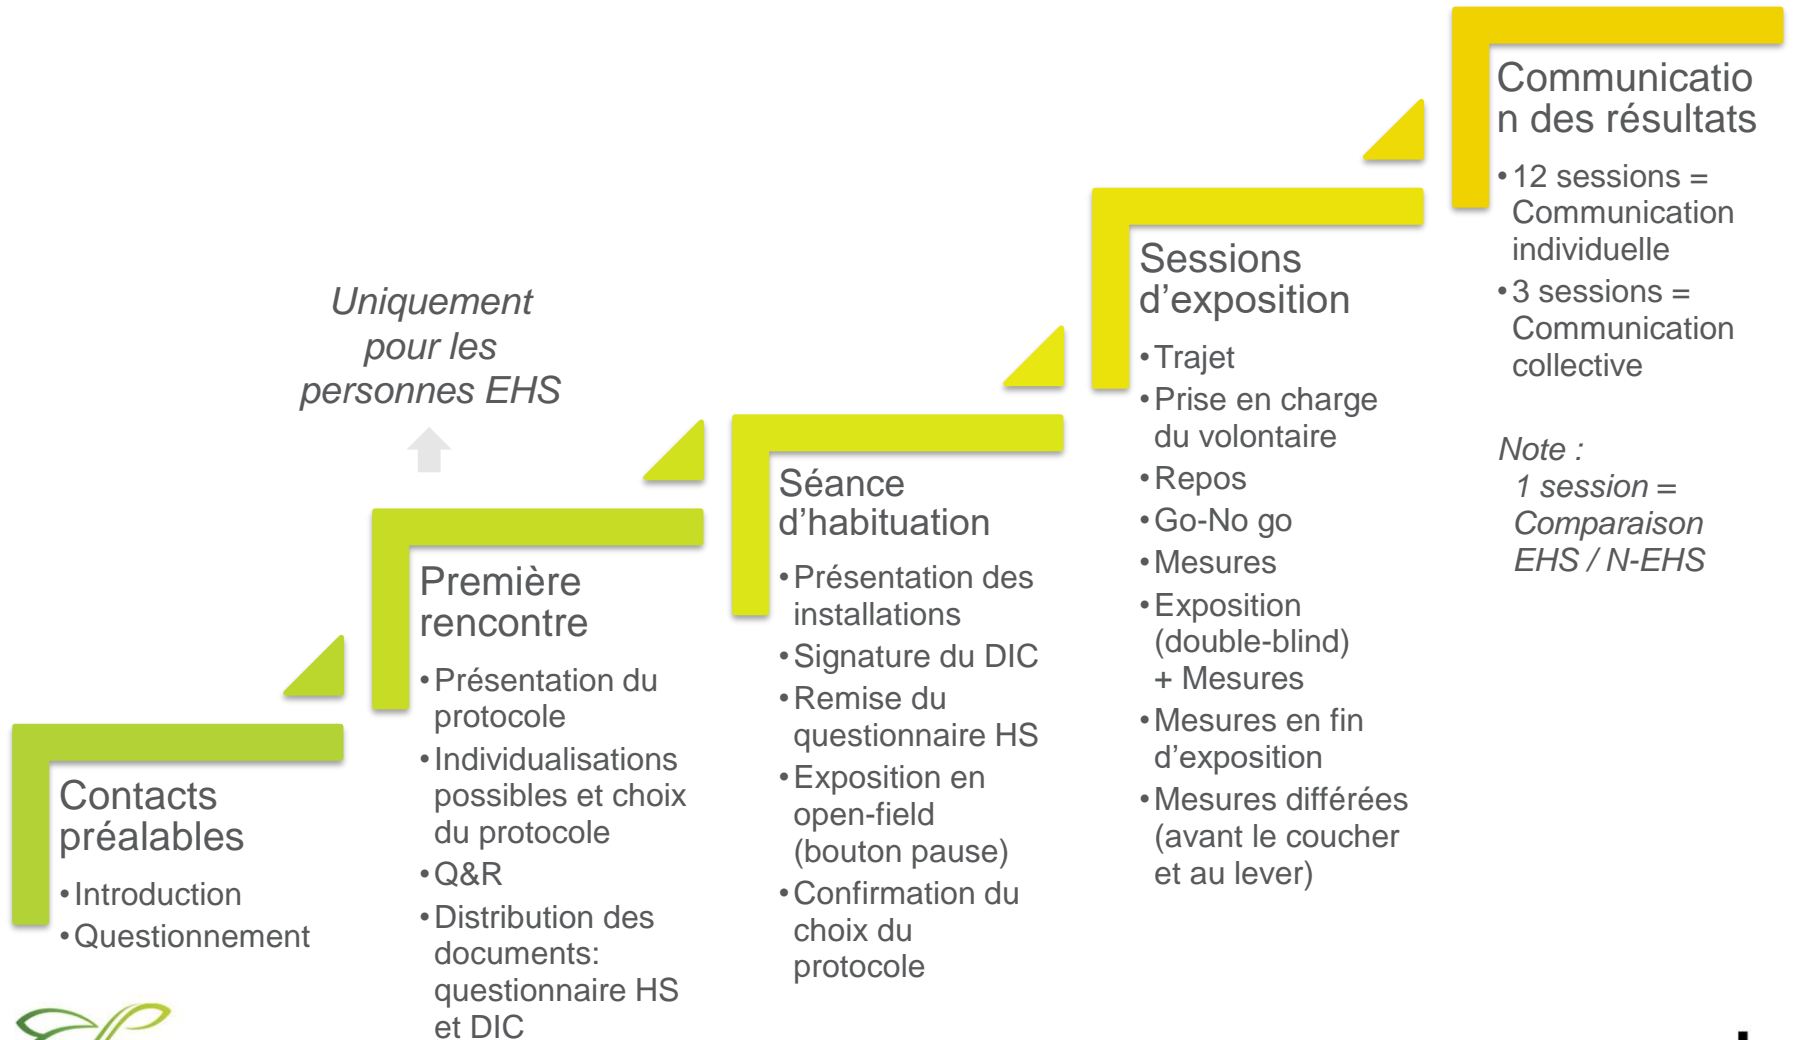 Contacts
préalables
•Introduction
•Questionnement
Uniquement
pour les
personnes EHS
Première
rencontre
•Présentation du
protocole
•Individualisations
possibles et choix
du protocole
•Q&R
•Distribution des
documents:
questionnaire HS
et DIC
Séance
d’habituation
•Présentation des
installations
•Signature du DIC
•Remise du
questionnaire HS
•Exposition en
open-field
(bouton pause)
•Confirmation du
choix du
protocole
Sessions
d’exposition
•Trajet
•Prise en charge
du volontaire
•Repos
•Go-No go
•Mesures
•Exposition
(double-blind)
+ Mesures
•Mesures en fin
d’exposition
•Mesures différées
(avant le coucher
et au lever)
Communicatio
n des résultats
•12 sessions =
Communication
individuelle
•3 sessions =
Communication
collective
Note :
1 session =
Comparaison
EHS / N-EHS